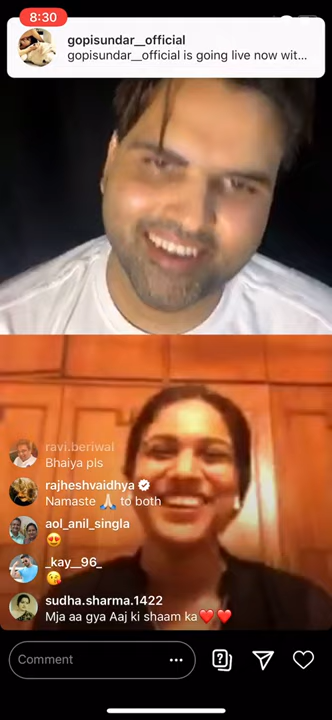 8:30
gopisundar__official
gopisundar__official is going live now wit...
ravi.beriwal
Bhaiya pls
rajheshvaidhya
Namaste 🙏 to both
aol_anil_singla
😍
_kay__96_
😘
sudha.sharma.1422
Mja aa gya Aaj ki shaam ka❤️❤️
Comment